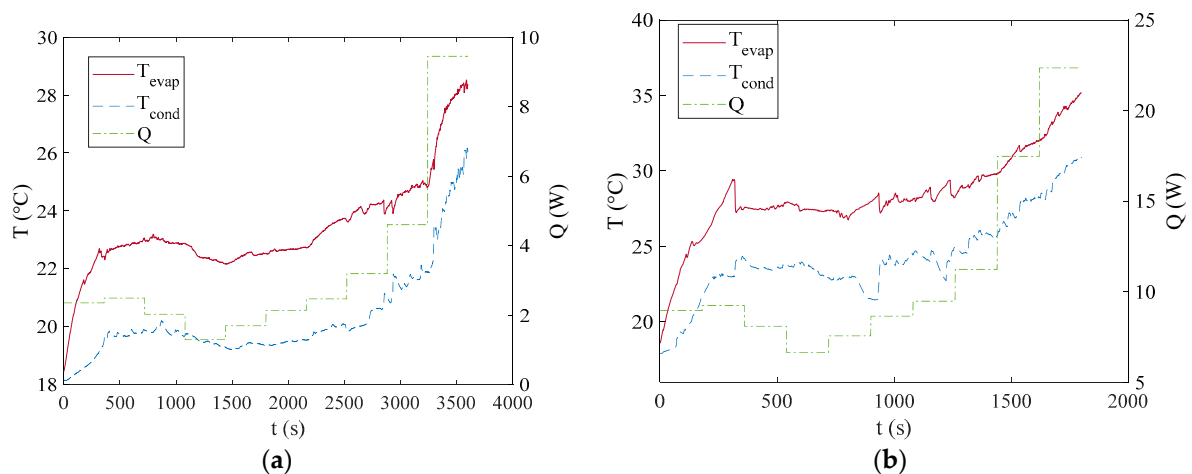 30
28
26
24
22
20
18
T (°C)
T_evap
T_cond
Q
10
8
6
4
2
0
Q (W)
0 500 1000 1500 2000 2500 3000 3500 4000
t (s)
(a)
40
35
30
25
20
T (°C)
T_evap
T_cond
Q
25
20
15
10
5
Q (W)
0 500 1000 1500 2000
t (s)
(b)